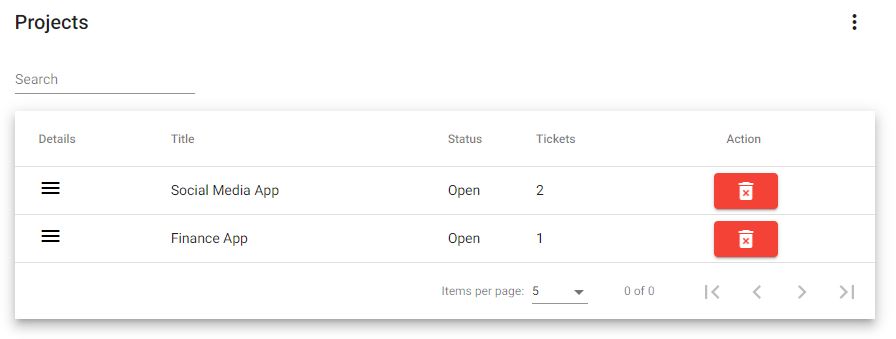 Projects
Search
Details Title Status Tickets Action
Social Media App Open 2
Finance App Open 1
Items per page: 5 0 of 0